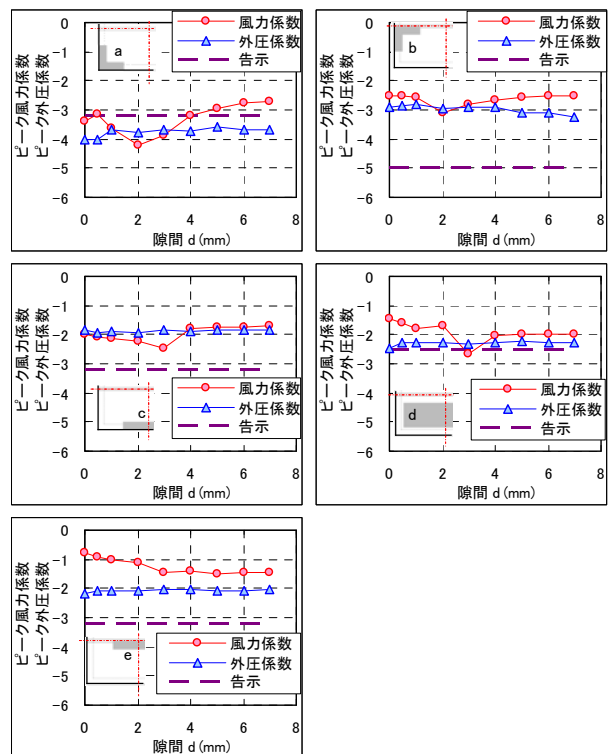 ピーク風力係数
ピーク外圧係数
0
-1
-2
-3
-4
-5
-6
a
風力係数
外圧係数
告示
0 2 4 6 8
隙間 d (mm)
0
-1
-2
-3
-4
-5
-6
ピーク風力係数
ピーク外圧係数
b
風力係数
外圧係数
告示
0 2 4 6 8
隙間 d (mm)
ピーク風力係数
ピーク外圧係数
0
-1
-2
-3
-4
-5
-6
c
風力係数
外圧係数
告示
0 2 4 6 8
隙間 d (mm)
ピーク風力係数
ピーク外圧係数
0
-1
-2
-3
-4
-5
-6
d
風力係数
外圧係数
告示
0 2 4 6 8
隙間 d (mm)
ピーク風力係数
ピーク外圧係数
0
-1
-2
-3
-4
-5
-6
e
風力係数
外圧係数
告示
0 2 4 6 8
隙間 d (mm)